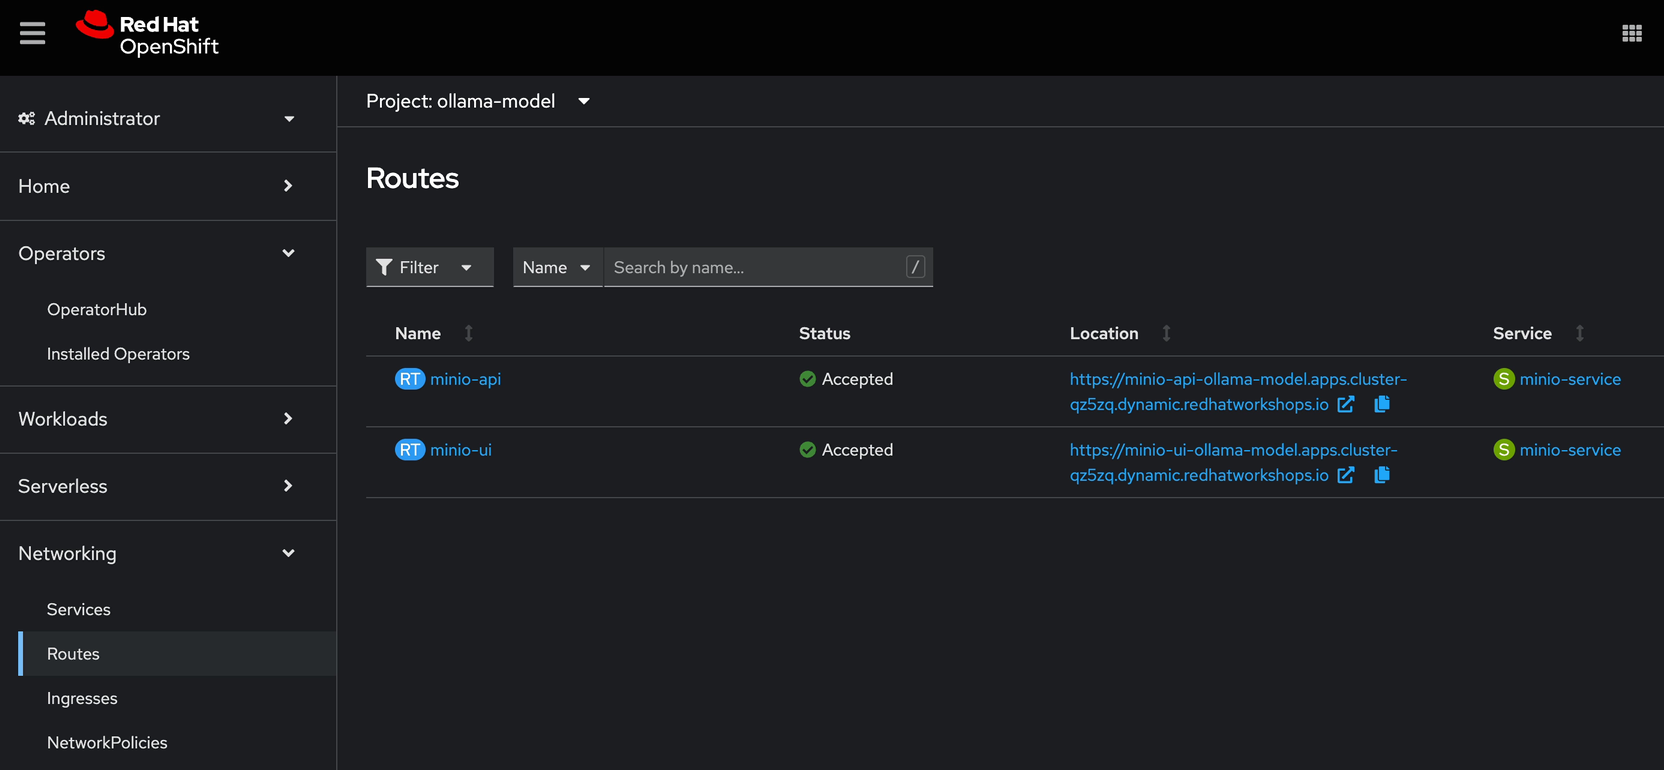 Red Hat
OpenShift
Administrator
Home
Operators
OperatorHub
Installed Operators
Workloads
Serverless
Networking
Services
Routes
Ingresses
NetworkPolicies
Project: ollama-model
Routes
Filter
Name
Search by name...
/
Name
Status
Location
Service
RT minio-api
Accepted
https://minio-api-ollama-model.apps.cluster-
qz5zq.dynamic.redhatworkshops.io
S minio-service
RT minio-ui
Accepted
https://minio-ui-ollama-model.apps.cluster-
qz5zq.dynamic.redhatworkshops.io
S minio-service